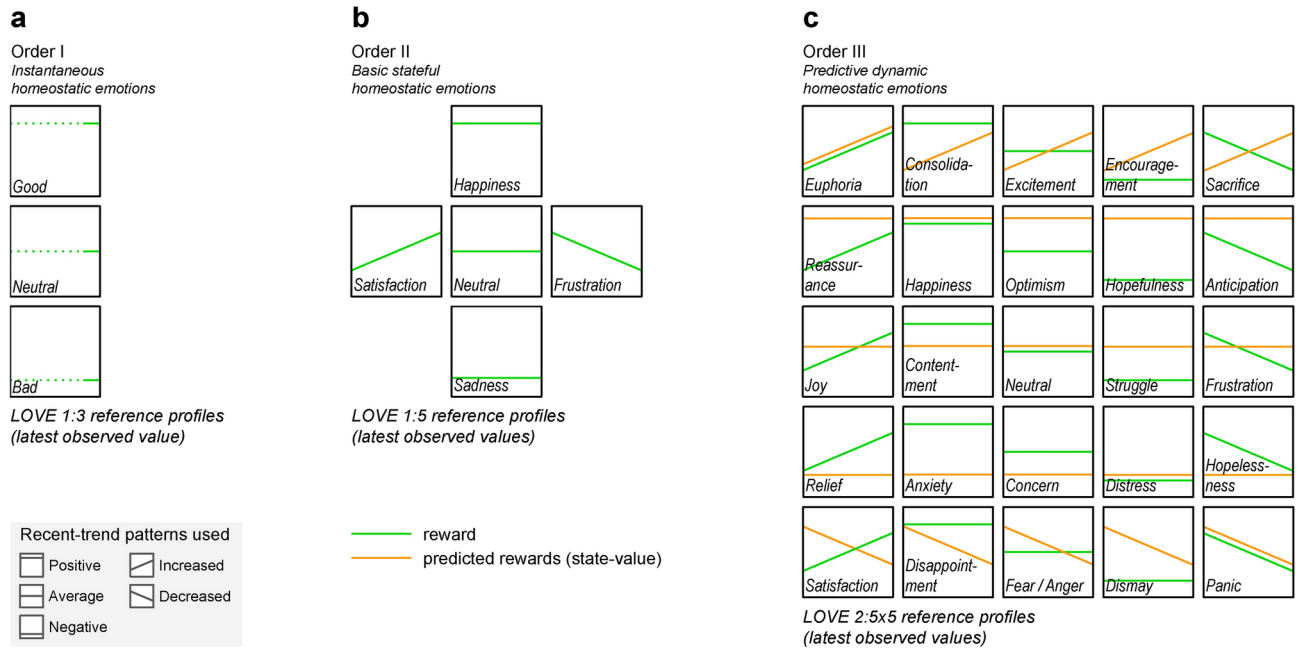 a
Order I
Instantaneous
homeostatic emotions
Good
Neutral
Bad
LOVE 1:3 reference profiles
(latest observed value)
Recent-trend patterns used
Positive
Increased
Average
Decreased
Negative
b
Order II
Basic stateful
homeostatic emotions
Happiness
Satisfaction
Neutral
Frustration
Sadness
LOVE 1:5 reference profiles
(latest observed values)
reward
predicted rewards (state-value)
c
Order III
Predictive dynamic
homeostatic emotions
Euphoria
Consolida-
tion
Excitement
Encourage-
ment
Sacrifice
Reassur-
ance
Happiness
Optimism
Hopefulness
Anticipation
Joy
Content-
ment
Neutral
Struggle
Frustration
Relief
Anxiety
Concern
Distress
Hopeless-
ness
Satisfaction
Disappoint-
ment
Fear / Anger
Dismay
Panic
LOVE 2:5x5 reference profiles
(latest observed values)